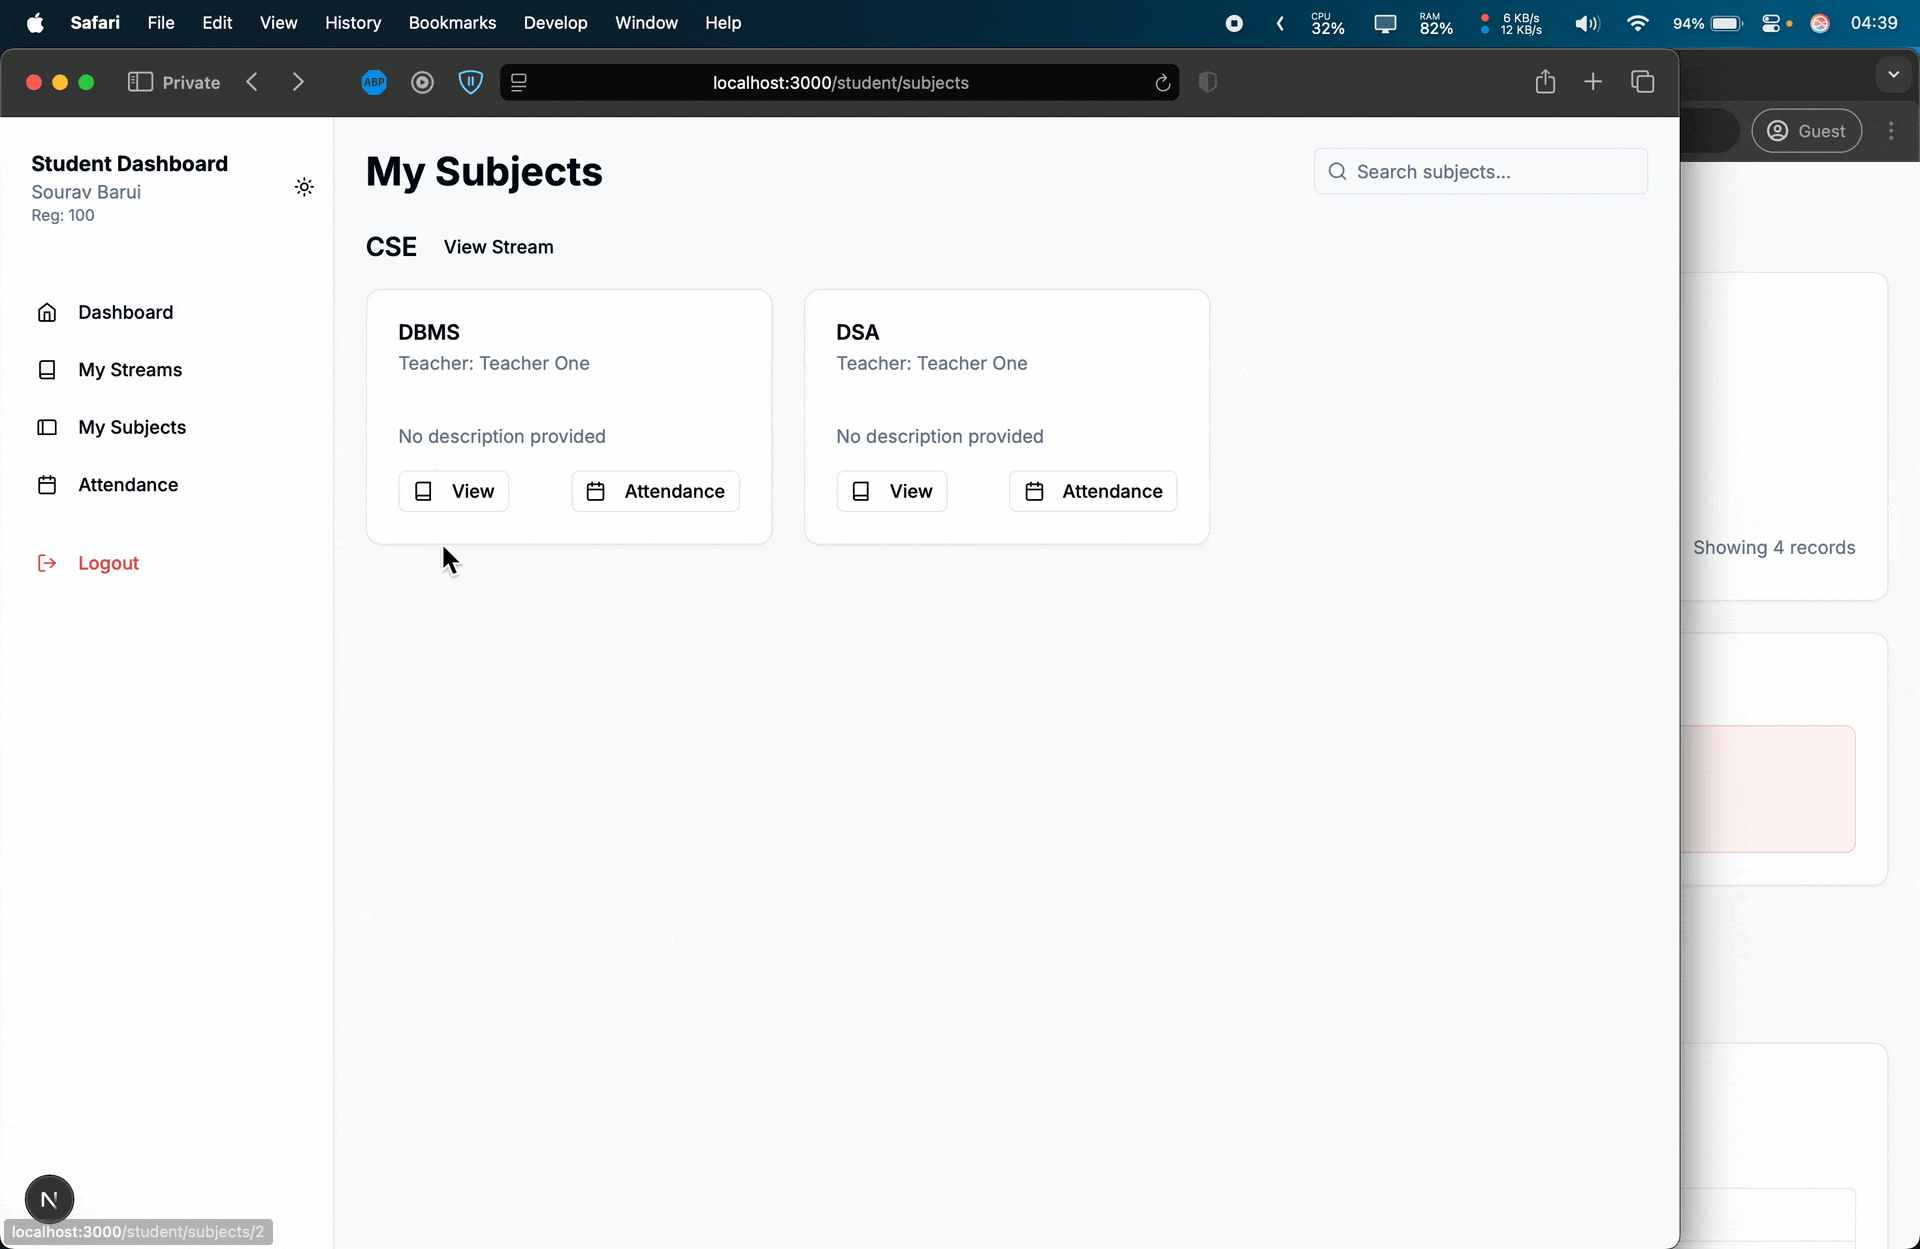 Safari File Edit View History Bookmarks Develop Window Help CPU 32% RAM 82% 6 KB/s 12 KB/s 94% 04:39
Private ABP localhost:3000/student/subjects
Guest
Student Dashboard
Sourav Barui
Reg: 100
My Subjects
Search subjects...
CSE View Stream
Dashboard
My Streams
My Subjects
Attendance
Logout
DBMS
Teacher: Teacher One
No description provided
View Attendance
DSA
Teacher: Teacher One
No description provided
View Attendance
Showing 4 records
N
localhost:3000/student/subjects/2